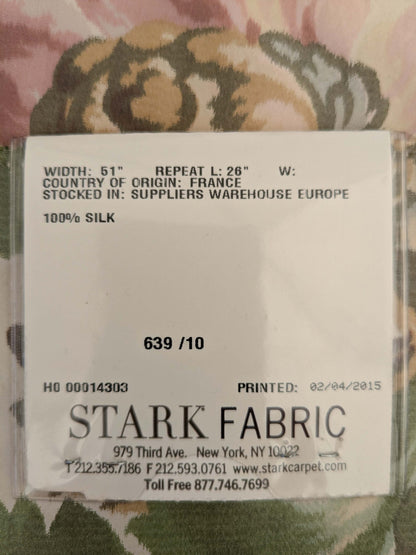 WIDTH: 51" REPEAT L: 26" W:
COUNTRY OF ORIGIN: FRANCE
STOCKED IN: SUPPLIERS WAREHOUSE EUROPE
100% SILK
639 /10
HO 00014303 PRINTED: 02/04/2015
STARK FABRIC
979 Third Ave. New York, NY 10022
T 212.355.7186 F 212.593.0761 www.starkcarpet.com
Toll Free 877.746.7699